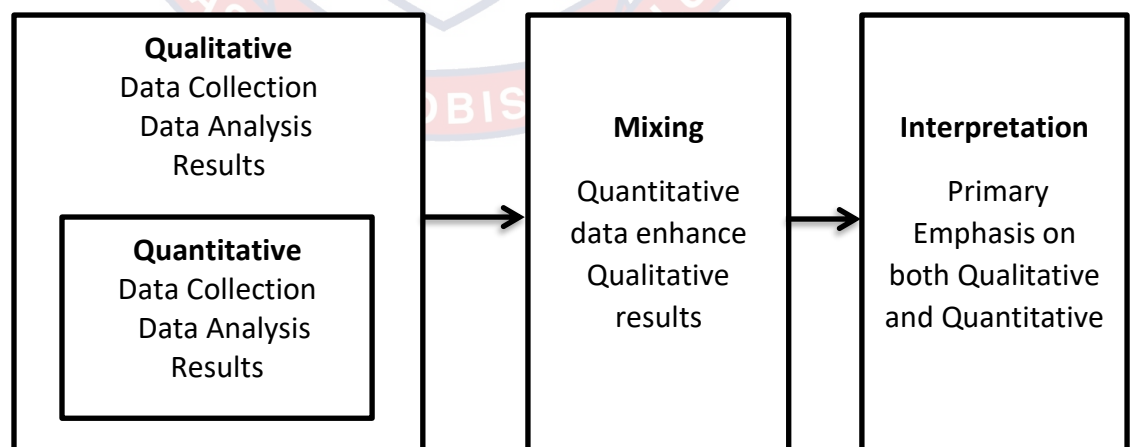 Qualitative
Data Collection
Data Analysis
Results
Quantitative
Data Collection
Data Analysis
Results
Mixing
Quantitative
data enhance
Qualitative
results
Interpretation
Primary
Emphasis on
both Qualitative
and Quantitative